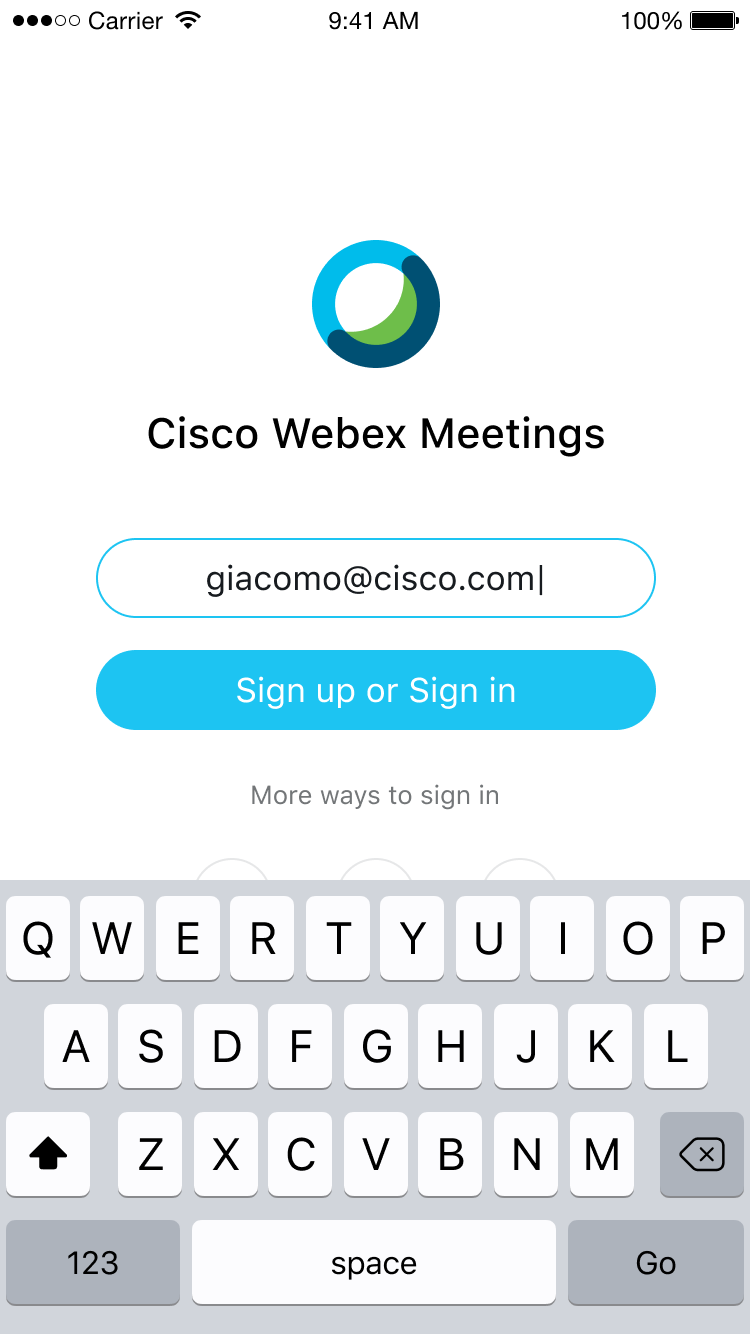 Carrier 9:41 AM 100%
Cisco Webex Meetings
giacomo@cisco.com
Sign up or Sign in
More ways to sign in
Q W E R T Y U I O P
A S D F G H J K L
Z X C V B N M
123 space Go